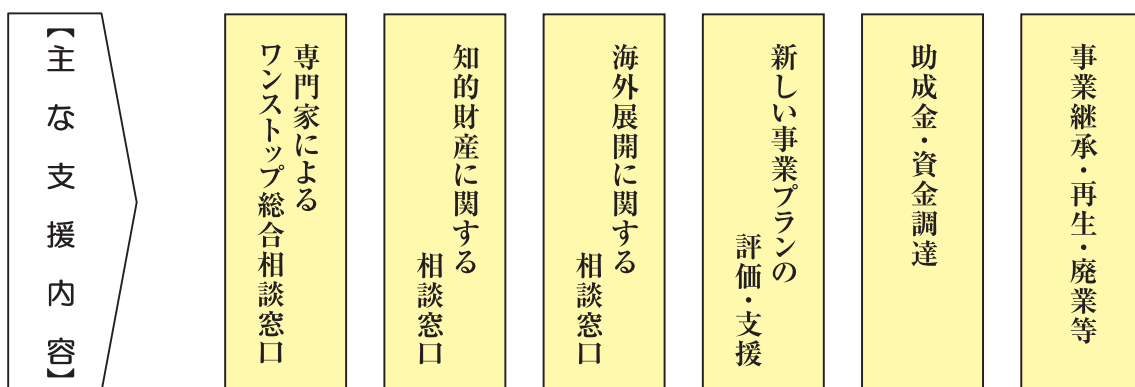 【主な支援内容】
専門家による
ワンストップ総合相談窓口
知的財産に関する
相談窓口
海外展開に関する
相談窓口
新しい事業プランの
評価・支援
助成金・資金調達
事業継承・再生・廃業等